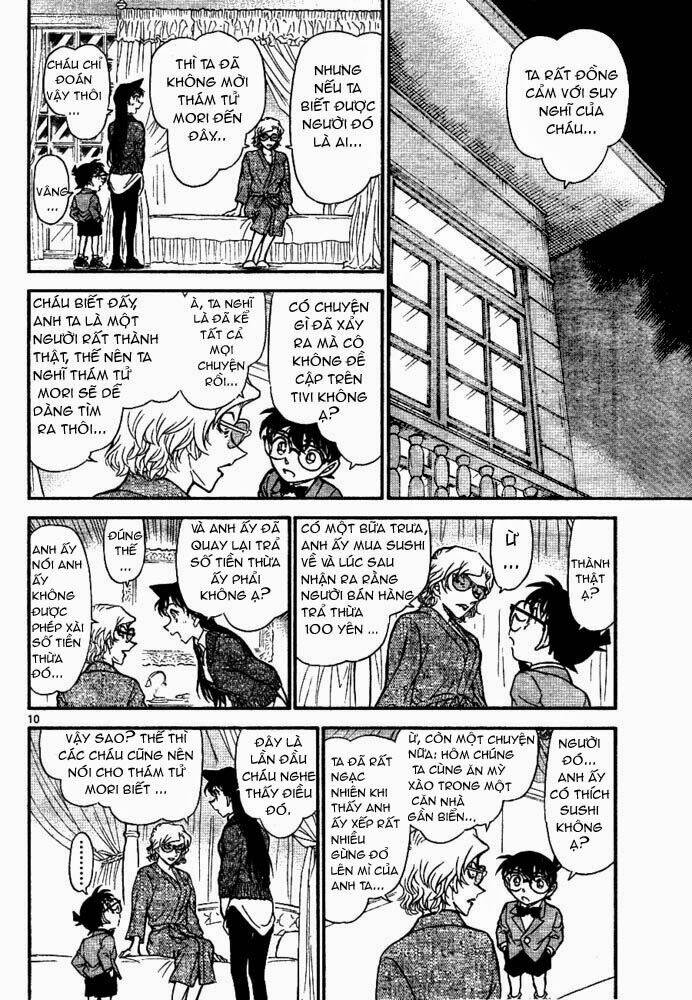 TA RẤT ĐỒNG
CẢM VỚI SUY
NGHĨ CỦA
CHÁU...
NHƯNG
NẾU TA
BIẾT ĐƯỢC
NGƯỜI ĐÓ
LÀ AI...
THÌ TA ĐÃ
KHÔNG MỜI
THÁM TỬ
MORI ĐẾN
ĐÂY..
CHÁU CHỈ
ĐOÁN
VẬY THÔI
...
VÂNG
...
CÓ CHUYỆN
GÌ ĐÃ XẢY
RA MÀ CÔ
KHÔNG ĐỀ
CẬP TRÊN
TIVI KHÔNG
Ạ?
À, TA NGHĨ
LÀ ĐÃ KỂ
TẤT CẢ
MỌI
CHUYỆN
RỒI...
CHÁU BIẾT ĐẤY,
ANH TA LÀ MỘT
NGƯỜI RẤT THÀNH
THẬT, THẾ NÊN TA
NGHĨ THÁM TỬ
MORI SẼ DỄ
DÀNG TÌM
RA THÔI...
THÀNH
THẬT
Ạ?
Ừ
...
CÓ MỘT BỮA TRƯA,
ANH ẤY MUA SUSHI
VỀ VÀ LÚC SAU
NHẬN RA RẰNG
NGƯỜI BÁN HÀNG
TRẢ THỪA
100 YÊN ...
VÀ ANH ẤY ĐÃ
QUAY LẠI TRẢ
SỐ TIỀN THỪA
ẤY PHẢI
KHÔNG Ạ?
ĐÚNG
THẾ
...
ANH ẤY
NÓI ANH
ẤY
KHÔNG
ĐƯỢC
PHÉP XÀI
SỐ TIỀN
THỪA
ĐÓ...
10
NGƯỜI
ĐÓ...
ANH ẤY
CÓ THÍCH
SUSHI
KHÔNG
Ạ?
Ừ, CÒN MỘT CHUYỆN
NỮA: HÔM CHÚNG
TA CÙNG ĂN MỲ
XÀO TRONG MỘT
CĂN NHÀ
GẦN BIỂN...
TA ĐÃ RẤT
NGẠC
NHIÊN KHI
THẤY ANH
ẤY XẾP RẤT
NHIỀU
GỪNG ĐỎ
LÊN MÌ CỦA
ANH TA...
ĐÂY LÀ
LẦN ĐẦU
CHÁU NGHE
THẤY ĐIỀU
ĐÓ.
VẬY SAO? THẾ THÌ
CÁC CHÁU CŨNG NÊN
NÓI CHO THÁM TỬ
MORI BIẾT ...
......